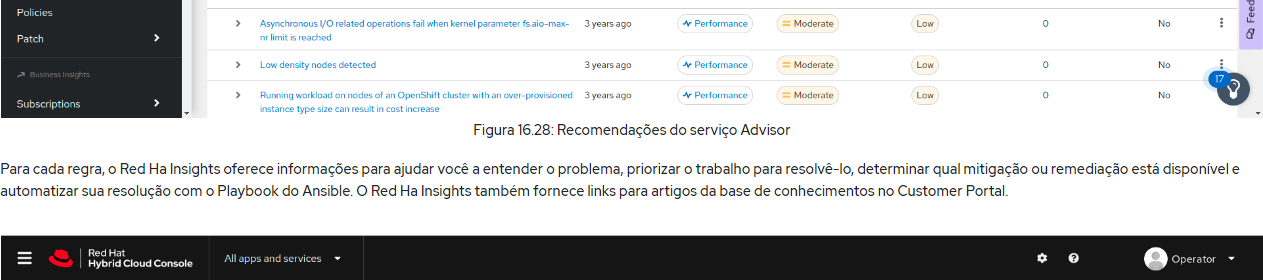 Policies
Patch
Business Insights
Subscriptions
Asynchronous I/O related operations fail when kernel parameter fs.aio-max-
nr limit is reached
3 years ago
Performance
Moderate
Low
0
No
Low density nodes detected
3 years ago
Performance
Moderate
Low
0
No
Running workload on nodes of an OpenShift cluster with an over-provisioned
instance type size can result in cost increase
3 years ago
Performance
Moderate
Low
0
No
17
Figura 16.28: Recomendações do serviço Advisor
Para cada regra, o Red Ha Insights oferece informações para ajudar você a entender o problema, priorizar o trabalho para resolvê-lo, determinar qual mitigação ou remediação está disponível e
automatizar sua resolução com o Playbook do Ansible. O Red Ha Insights também fornece links para artigos da base de conhecimentos no Customer Portal.
Red Hat
Hybrid Cloud Console
All apps and services
Operator